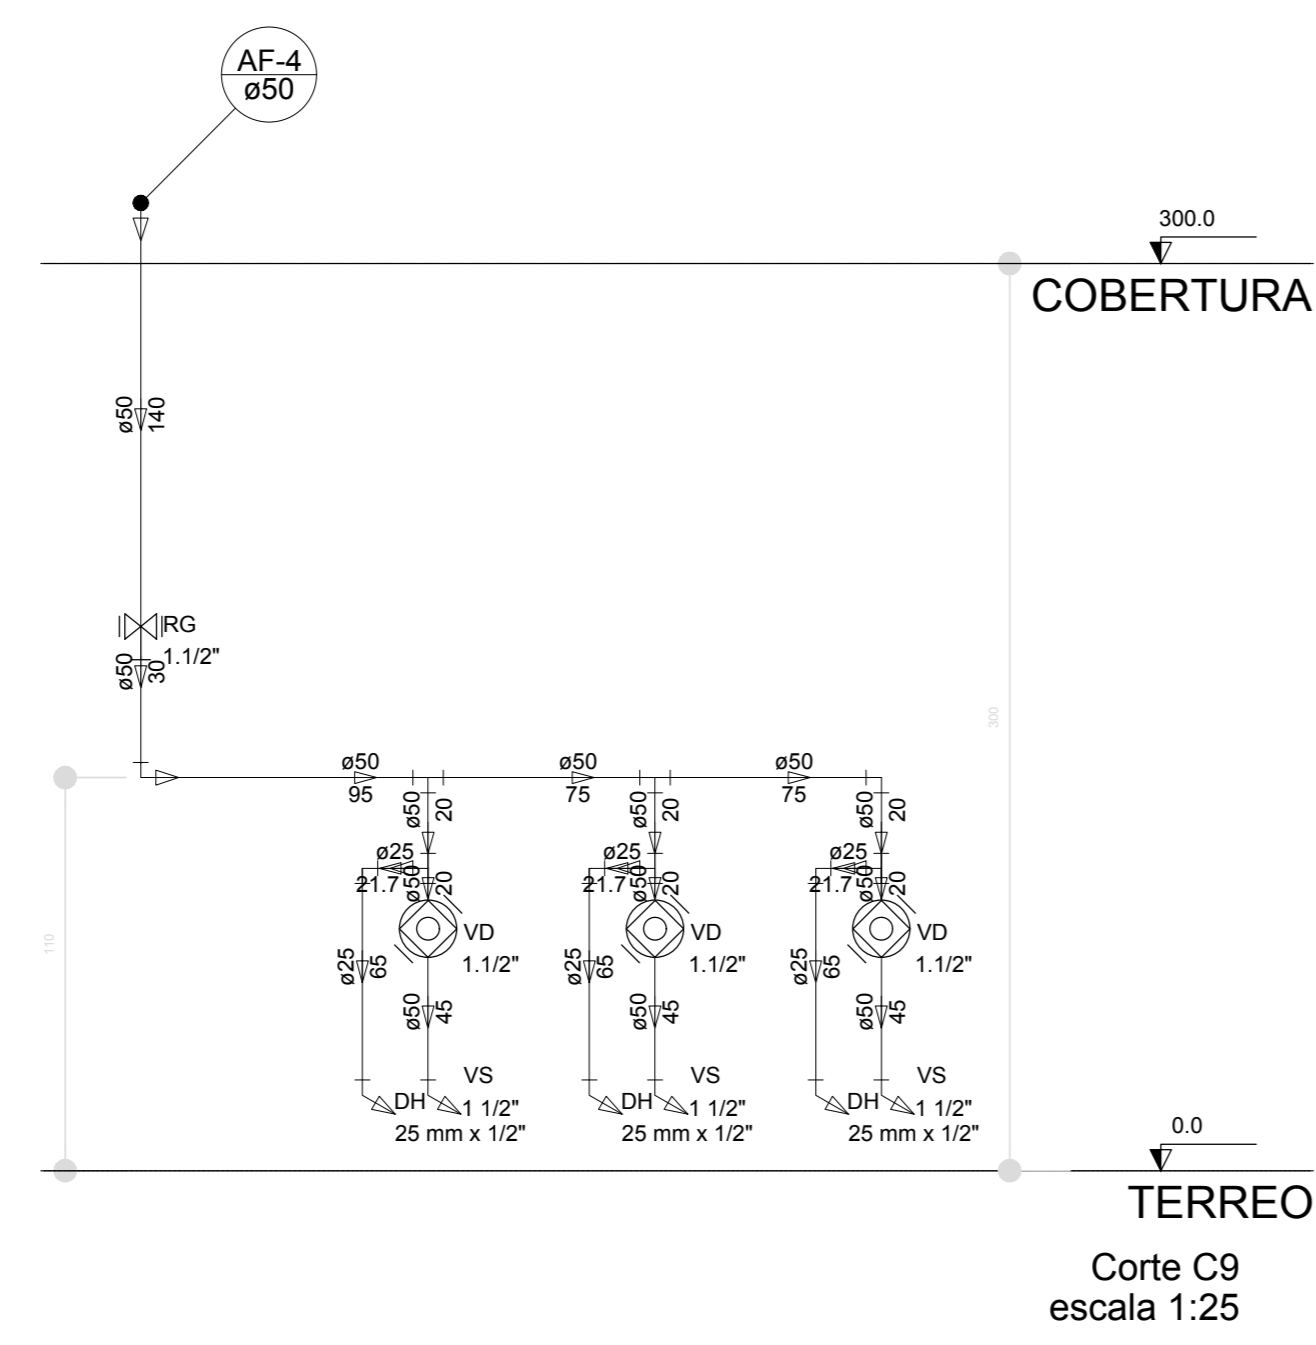 AF-4
ø50
300.0
COBERTURA
ø50
140
RG
1.1/2"
ø50
30
300
ø50
95
ø50
75
ø50
75
ø50
20
ø50
20
ø50
20
ø25
21.7
ø50
20
ø25
21.7
ø50
20
ø25
21.7
ø50
20
110
VD
1.1/2"
VD
1.1/2"
VD
1.1/2"
ø25
65
ø50
45
ø25
65
ø50
45
ø25
65
ø50
45
VS
1 1/2"
DH
25 mm x 1/2"
VS
1 1/2"
DH
25 mm x 1/2"
VS
1 1/2"
DH
25 mm x 1/2"
0.0
TERREO
Corte C9
escala 1:25